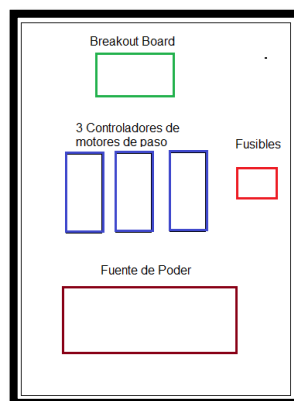 Breakout Board
3 Controladores de
motores de paso
Fusibles
Fuente de Poder